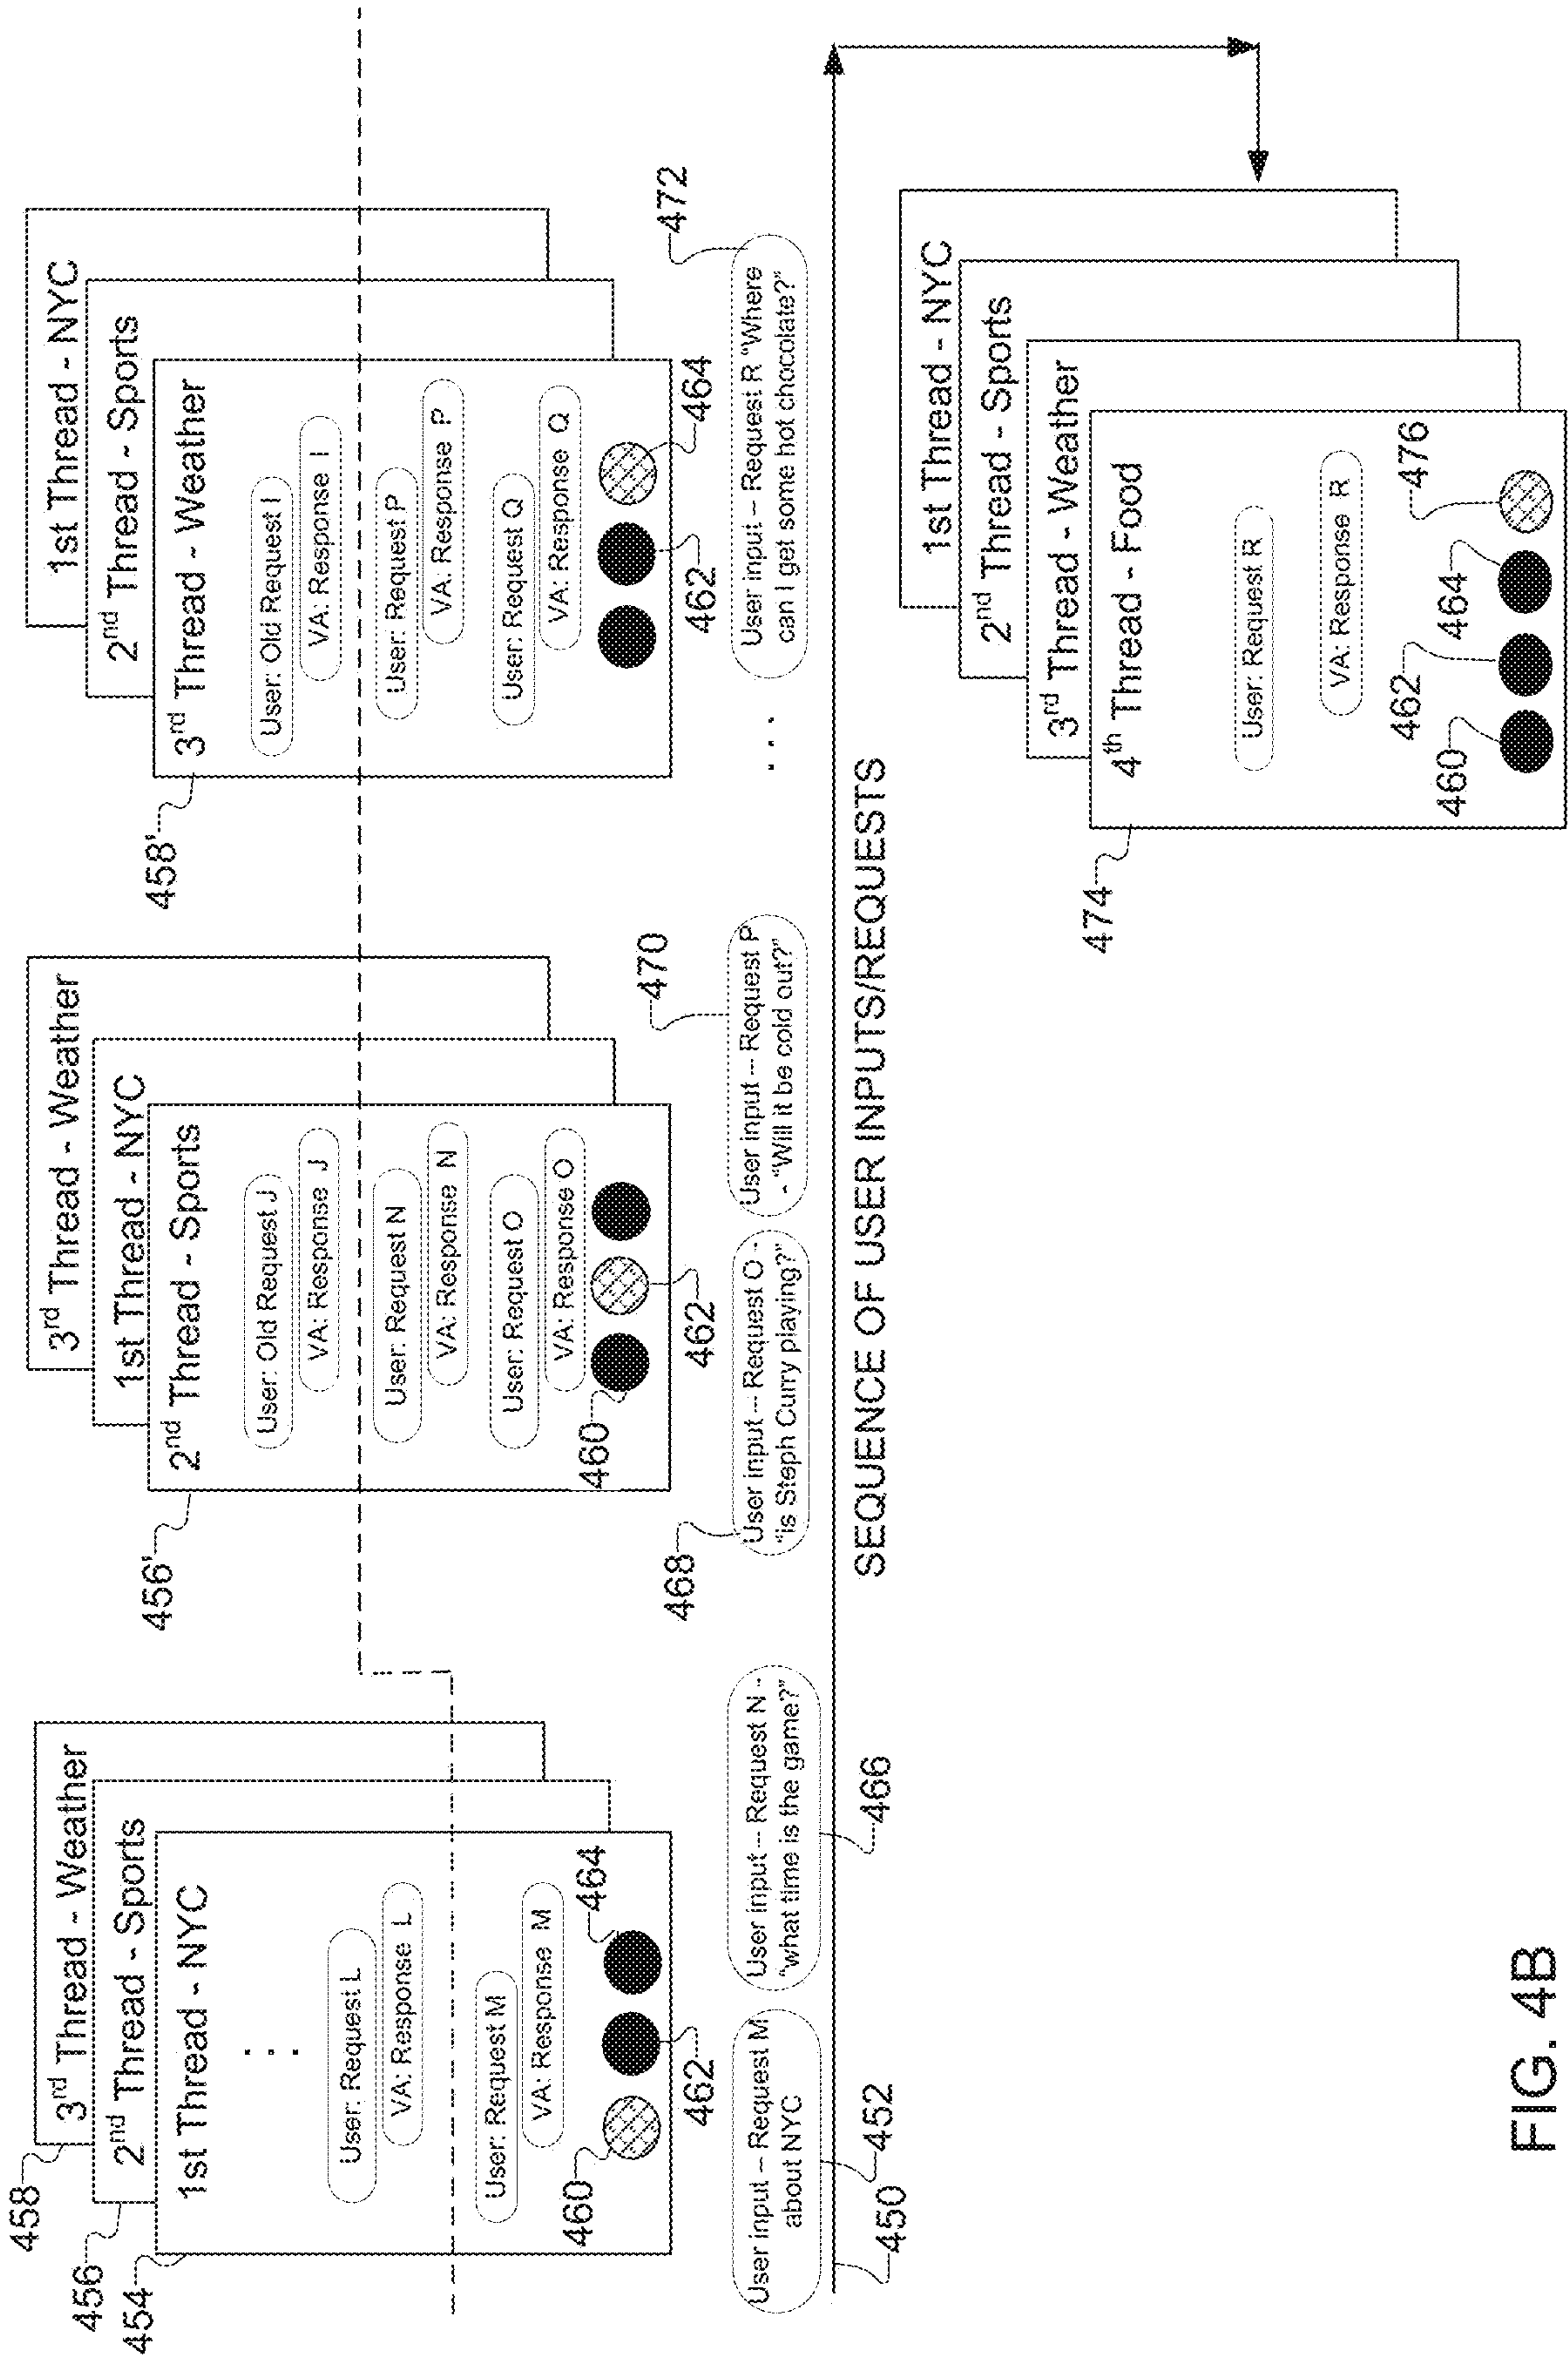 458
3rd Thread - Weather
456
2nd Thread - Sports
454
1st Thread - NYC
. . .
User: Request L
VA: Response L
User: Request M
VA: Response M
460
462
464
3rd Thread - Weather
1st Thread - NYC
456'
2nd Thread - Sports
User: Old Request J
VA: Response J
User: Request N
VA: Response N
User: Request O
VA: Response O
460
462
1st Thread - NYC
2nd Thread - Sports
458'
3rd Thread - Weather
User: Old Request I
VA: Response I
User: Request P
VA: Response P
User: Request Q
VA: Response Q
462
464
User input – Request M
about NYC
452
450
User input – Request N -
“what time is the game?”
466
468
User input – Request O -
“is Steph Curry playing?”
470
User input – Request P
- “Will it be cold out?”
. . .
472
User input – Request R “Where
can I get some hot chocolate?”
SEQUENCE OF USER INPUTS/REQUESTS
1st Thread - NYC
2nd Thread - Sports
3rd Thread - Weather
474
4th Thread - Food
User: Request R
VA: Response R
460
462
464
476
FIG. 4B